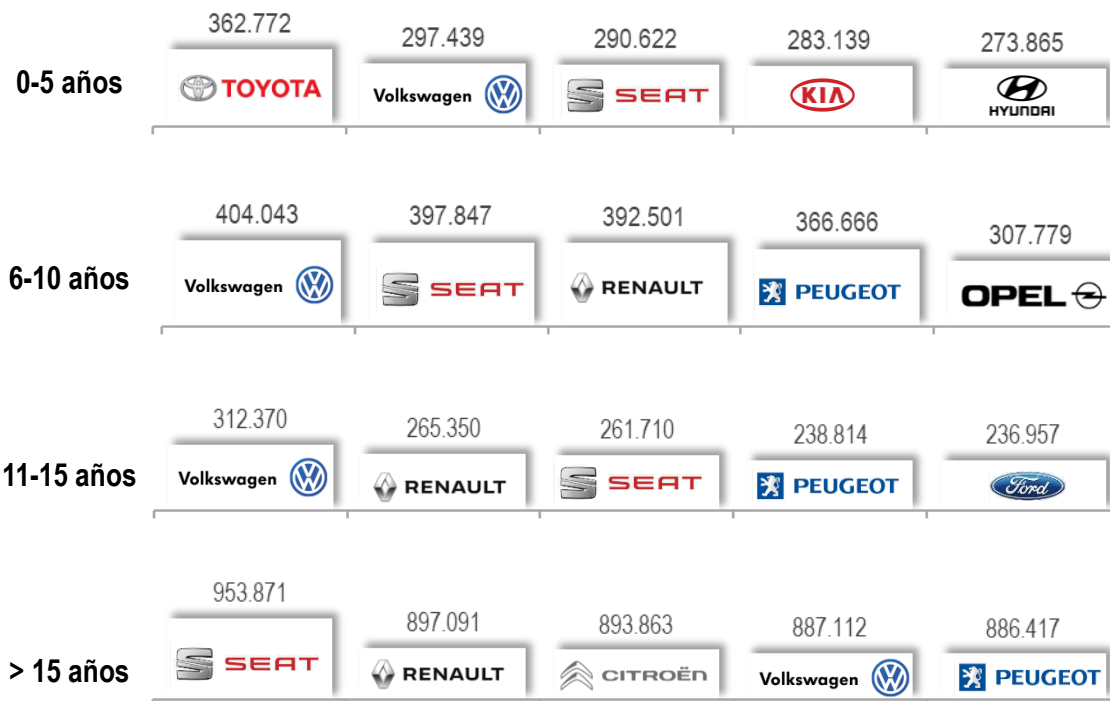 362.772 297.439 290.622 283.139 273.865
0-5 años TOYOTA Volkswagen SEAT KIA HYUNDAI
404.043 397.847 392.501 366.666 307.779
6-10 años Volkswagen SEAT RENAULT PEUGEOT OPEL
312.370 265.350 261.710 238.814 236.957
11-15 años Volkswagen SEAT RENAULT PEUGEOT Ford
953.871 897.091 893.863 887.112 886.417
> 15 años SEAT RENAULT CITROËN Volkswagen PEUGEOT